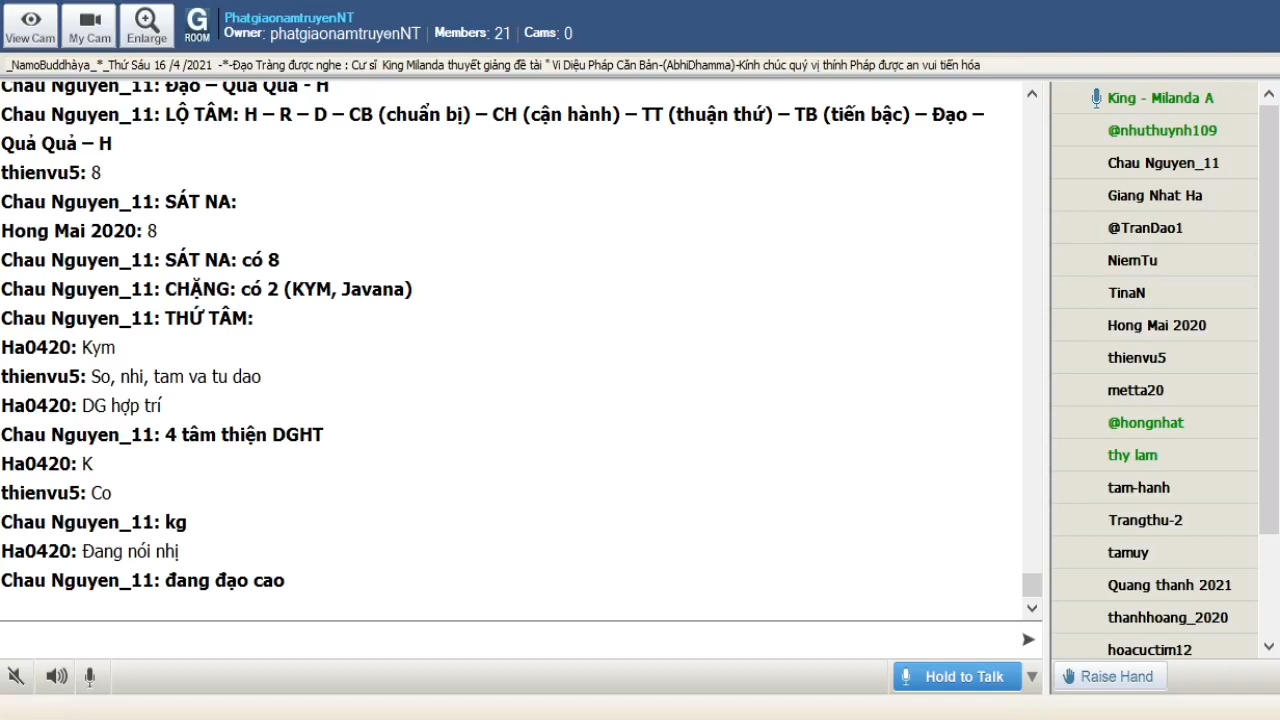 View Cam
My Cam
Enlarge
G
ROOM
PhatgiaonamtruyenNT
Owner: phatgiaonamtruyenNT | Members: 21 | Cams: 0
_NamoBuddhàya_*_Thứ Sáu 16 /4 /2021 -*-Đạo Tràng được nghe : Cư sĩ King Milanda thuyết giảng đề tài " Vi Diệu Pháp Căn Bản-(AbhiDhamma)-Kính chúc quý vị thính Pháp được an vui tiến hóa
Chau Nguyen_11: Đạo – Quả Quả - H
Chau Nguyen_11: LỘ TÂM: H – R – D – CB (chuẩn bị) – CH (cận hành) – TT (thuận thứ) – TB (tiến bậc) – Đạo –
Quả Quả – H
thienvu5: 8
Chau Nguyen_11: SÁT NA:
Hong Mai 2020: 8
Chau Nguyen_11: SÁT NA: có 8
Chau Nguyen_11: CHẶNG: có 2 (KYM, Javana)
Chau Nguyen_11: THỨ TÂM:
Ha0420: Kym
thienvu5: So, nhi, tam va tu dao
Ha0420: DG hợp trí
Chau Nguyen_11: 4 tâm thiện DGHT
Ha0420: K
thienvu5: Co
Chau Nguyen_11: kg
Ha0420: Đang nói nhị
Chau Nguyen_11: đang đạo cao
King - Milanda A
@nhuthuynh109
Chau Nguyen_11
Giang Nhat Ha
@TranDao1
NiemTu
TinaN
Hong Mai 2020
thienvu5
metta20
@hongnhat
thy lam
tam-hanh
Trangthu-2
tamuy
Quang thanh 2021
thanhhoang_2020
hoacuctim12
Hold to Talk
Raise Hand